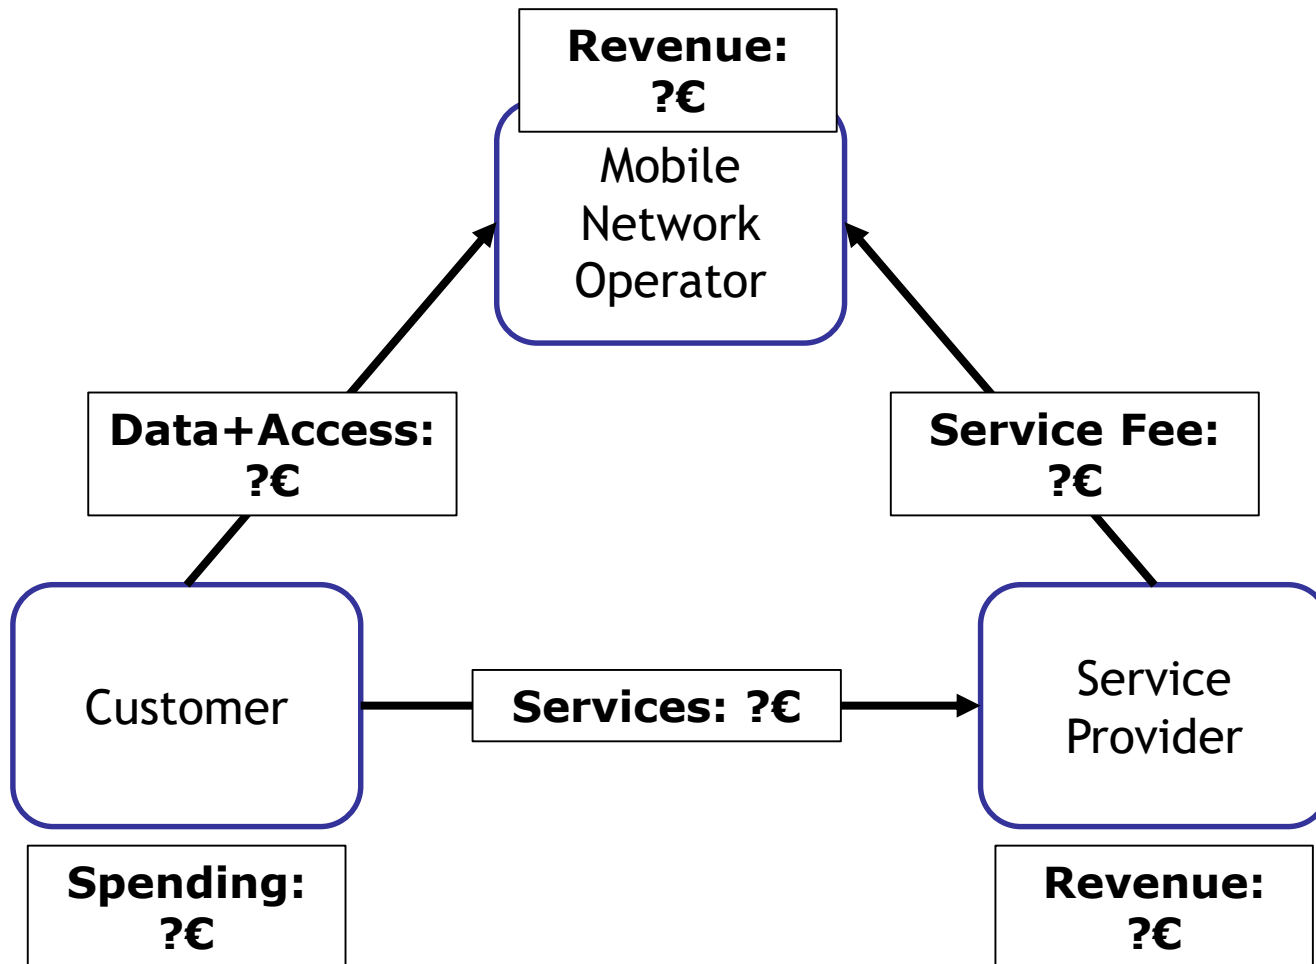 Revenue:
?€
Mobile
Network
Operator
Data+Access:
?€
Service Fee:
?€
Customer
Services: ?€
Service
Provider
Spending:
?€
Revenue:
?€